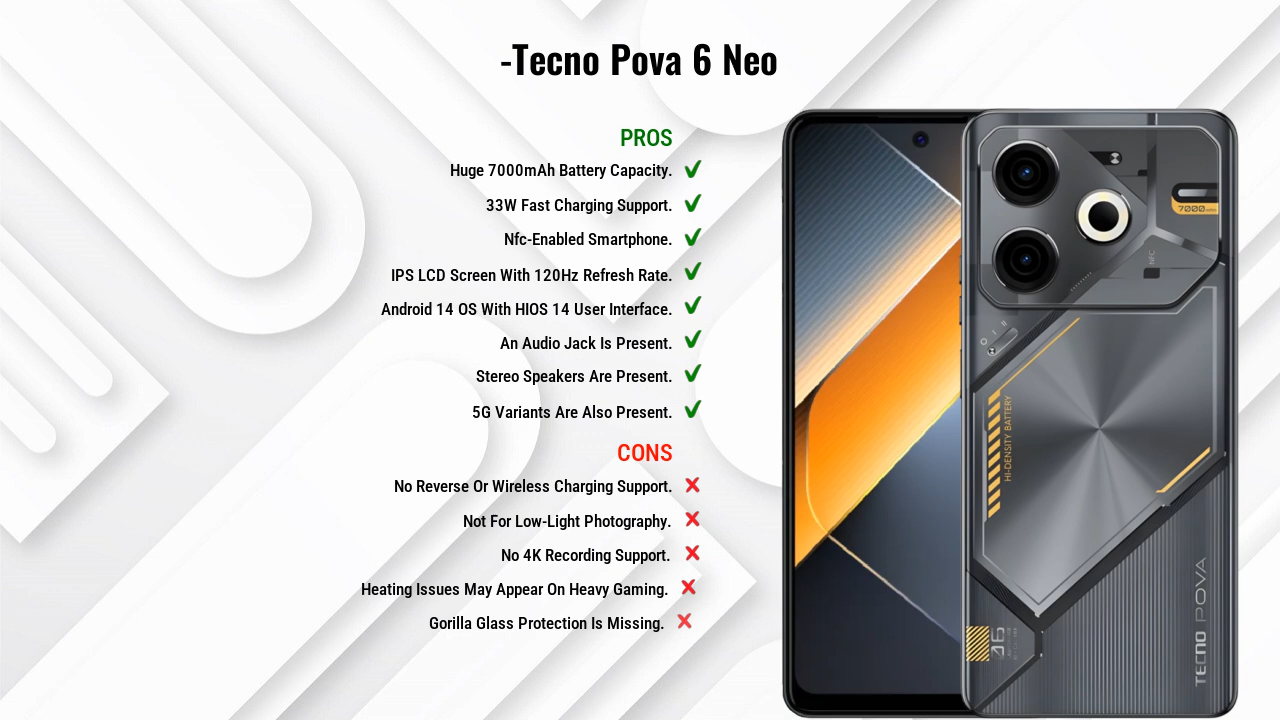 -Tecno Pova 6 Neo
PROS
Huge 7000mAh Battery Capacity.
33W Fast Charging Support.
Nfc-Enabled Smartphone.
IPS LCD Screen With 120Hz Refresh Rate.
Android 14 OS With HIOS 14 User Interface.
An Audio Jack Is Present.
Stereo Speakers Are Present.
5G Variants Are Also Present.
CONS
No Reverse Or Wireless Charging Support.
Not For Low-Light Photography.
No 4K Recording Support.
Heating Issues May Appear On Heavy Gaming.
Gorilla Glass Protection Is Missing.
7000mAh
NFC
HI-DENSITY BATTERY
TECNO POVA